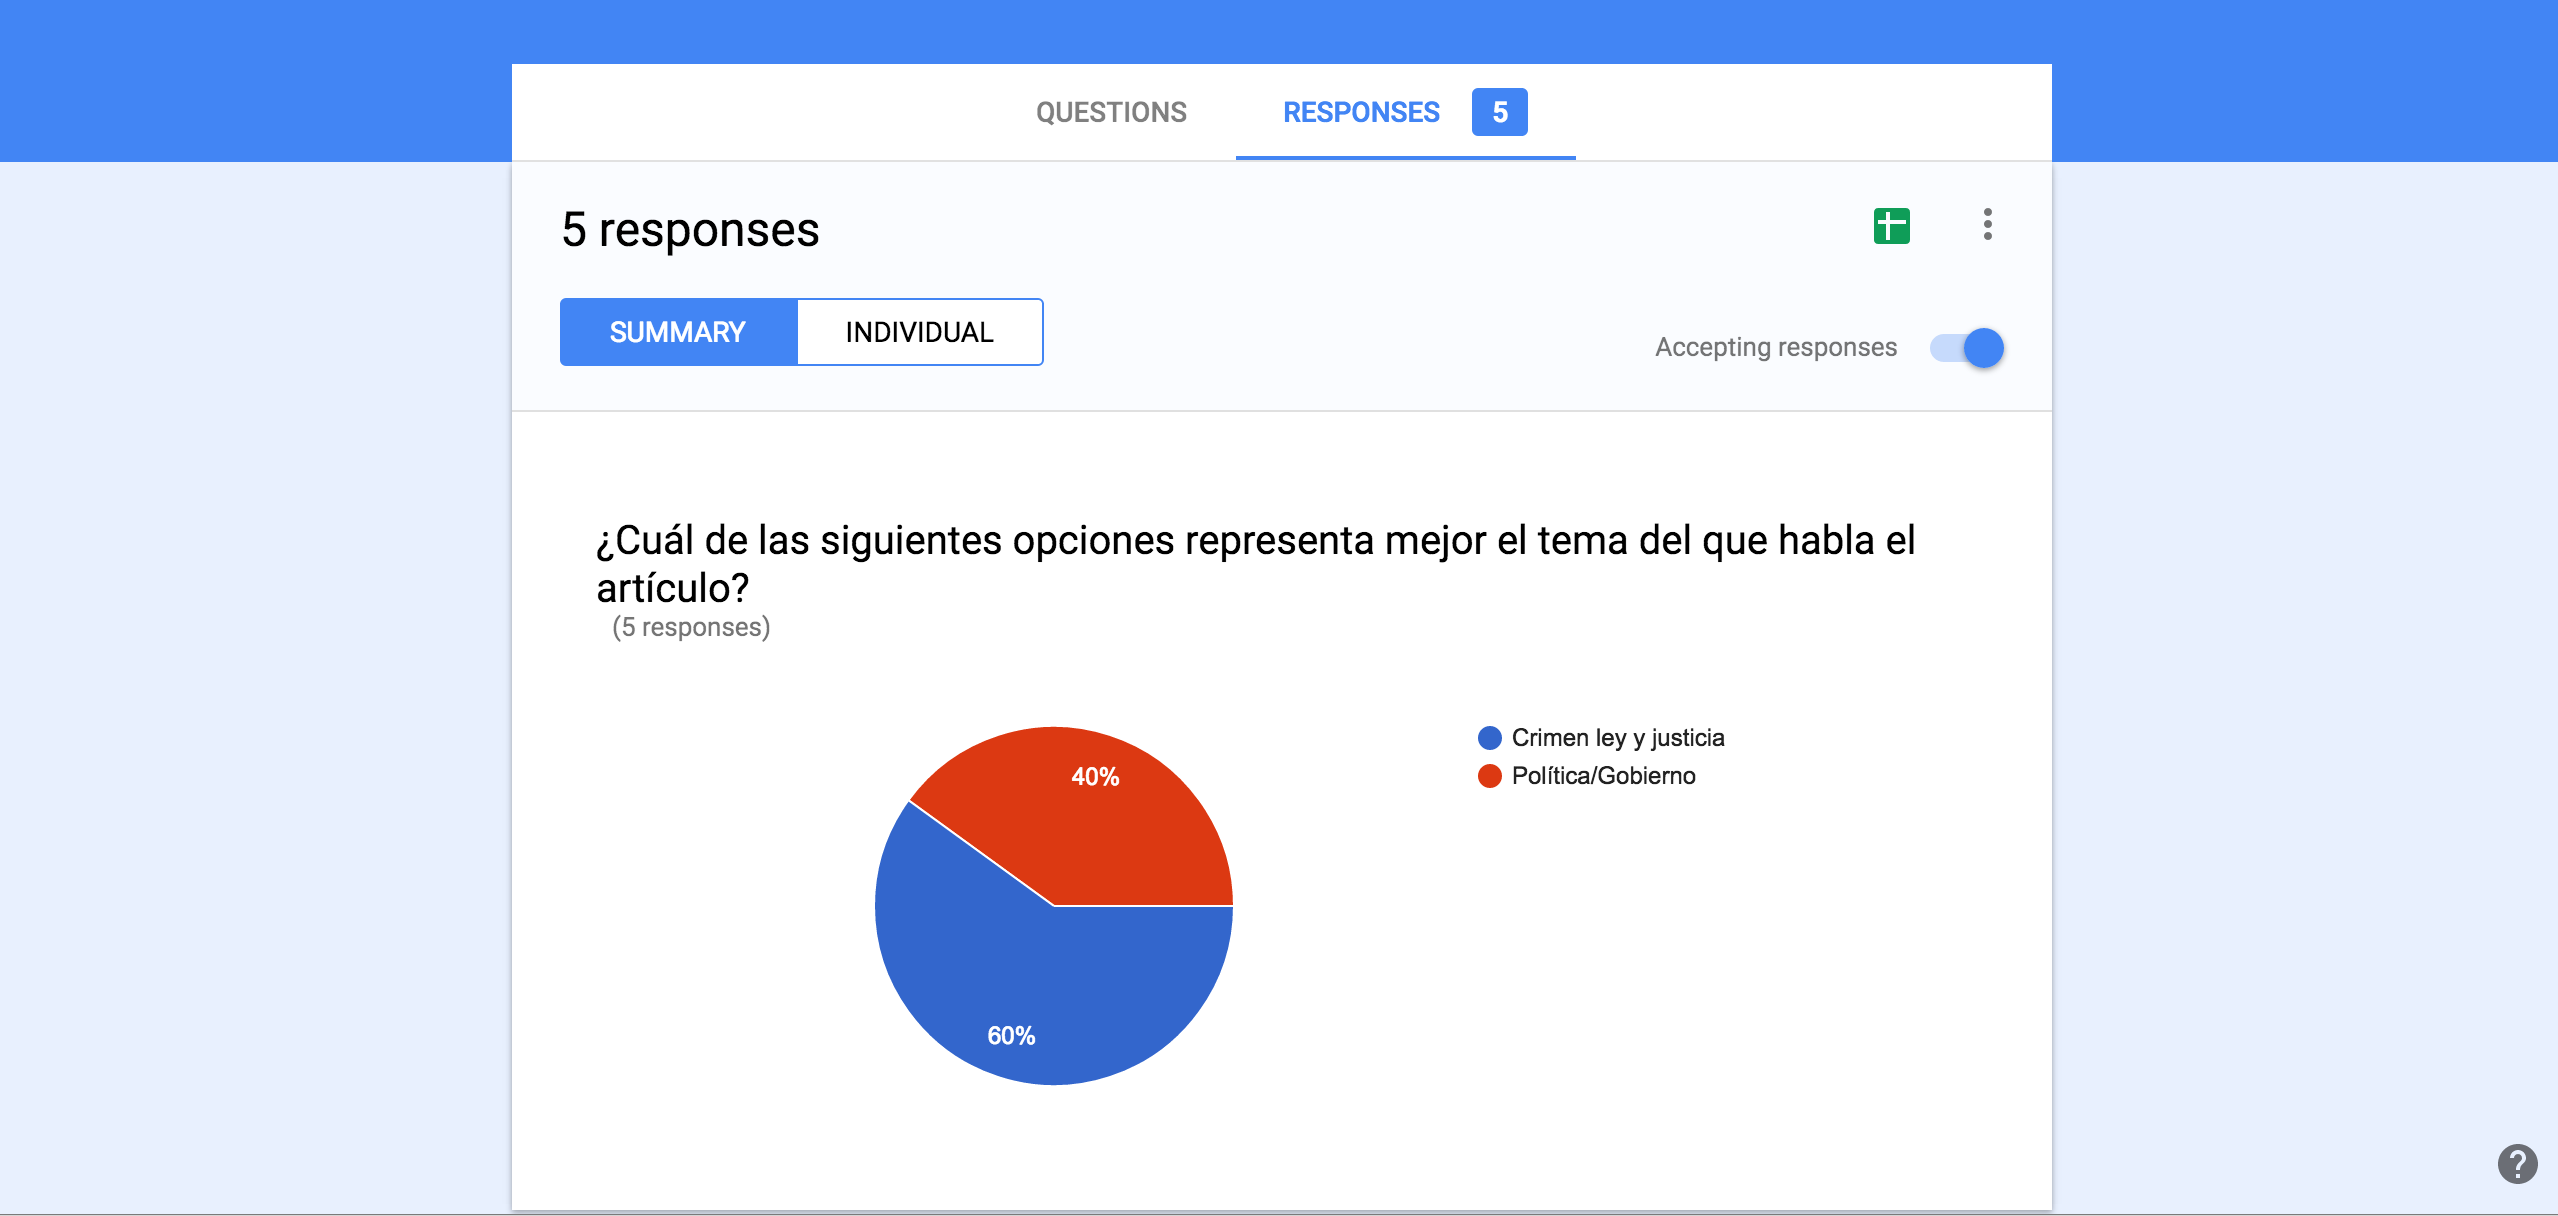 QUESTIONS RESPONSES 5
5 responses
SUMMARY INDIVIDUAL
Accepting responses
¿Cuál de las siguientes opciones representa mejor el tema del que habla el
artículo?
(5 responses)
Crimen ley y justicia
Política/Gobierno
40%
60%
?